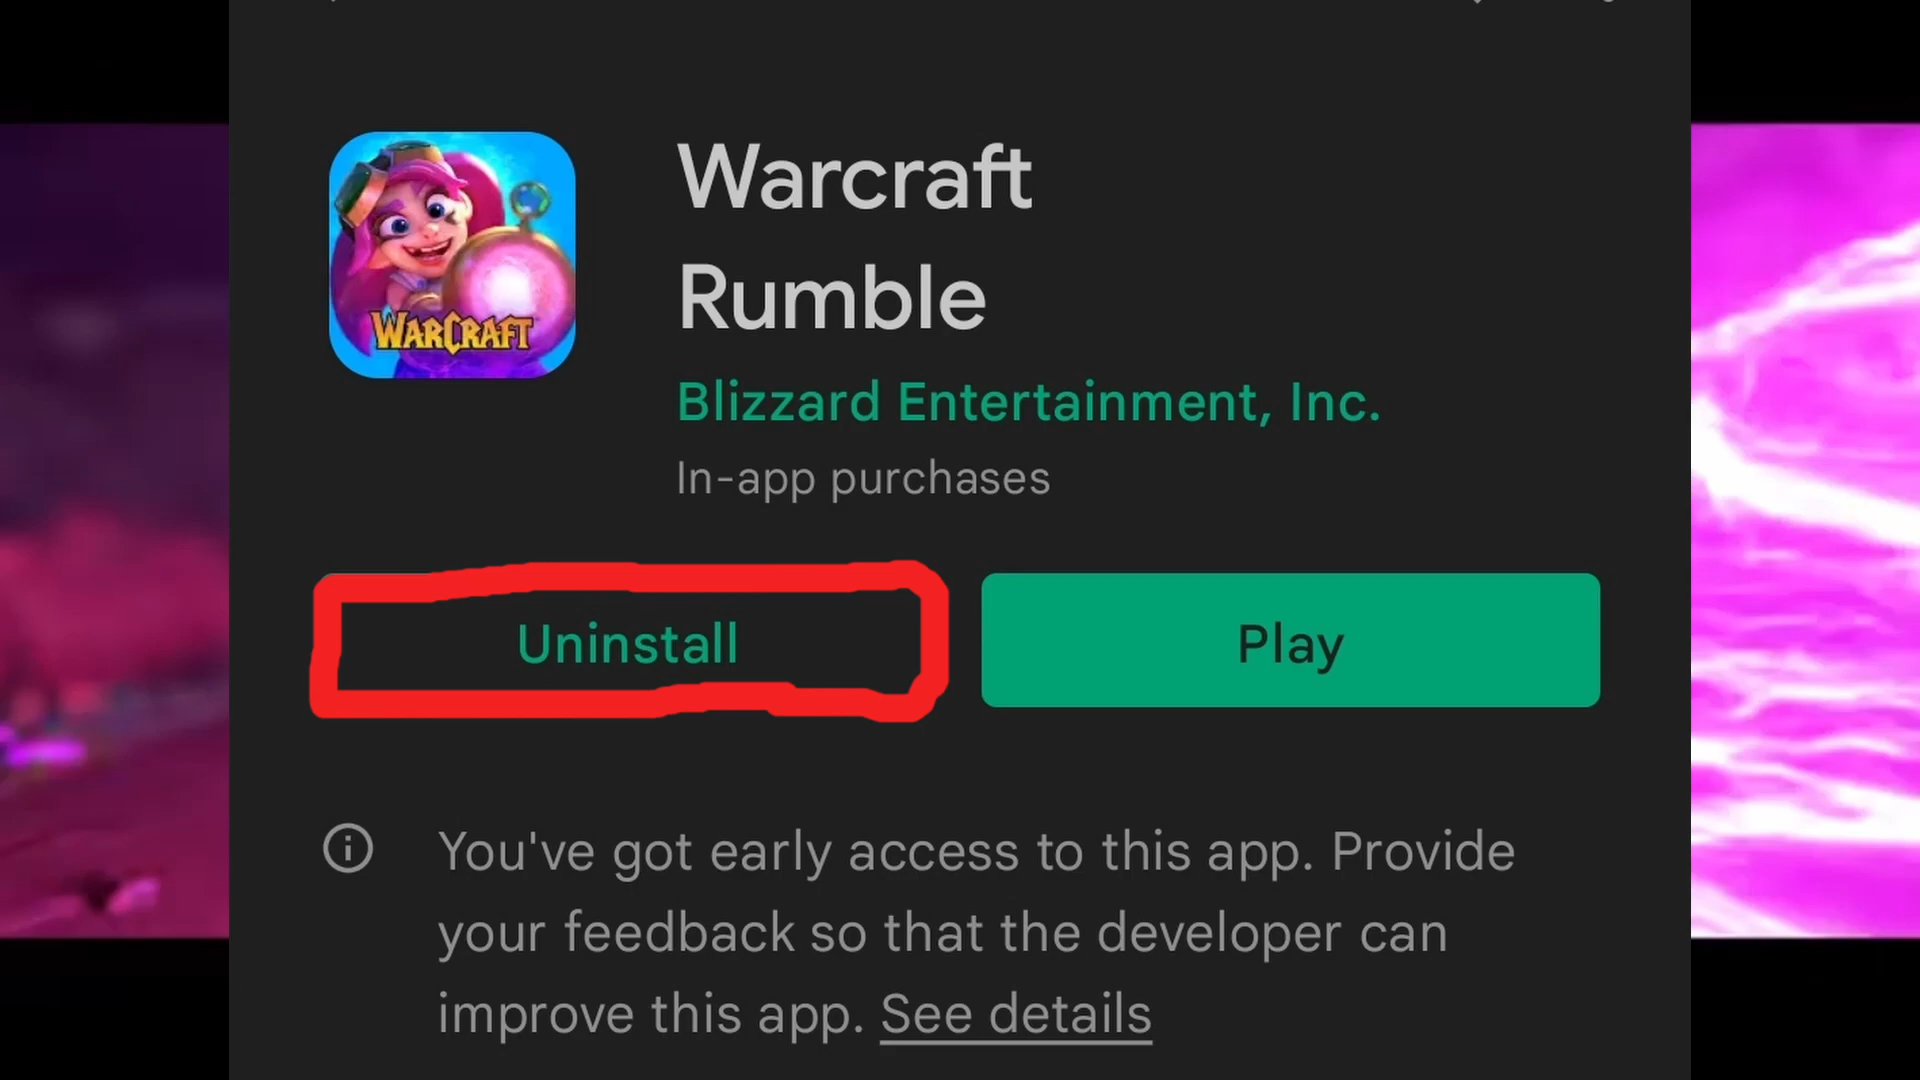 WARCRAFT
Warcraft
Rumble
Blizzard Entertainment, Inc.
In-app purchases
Uninstall
Play
You've got early access to this app. Provide
your feedback so that the developer can
improve this app. See details